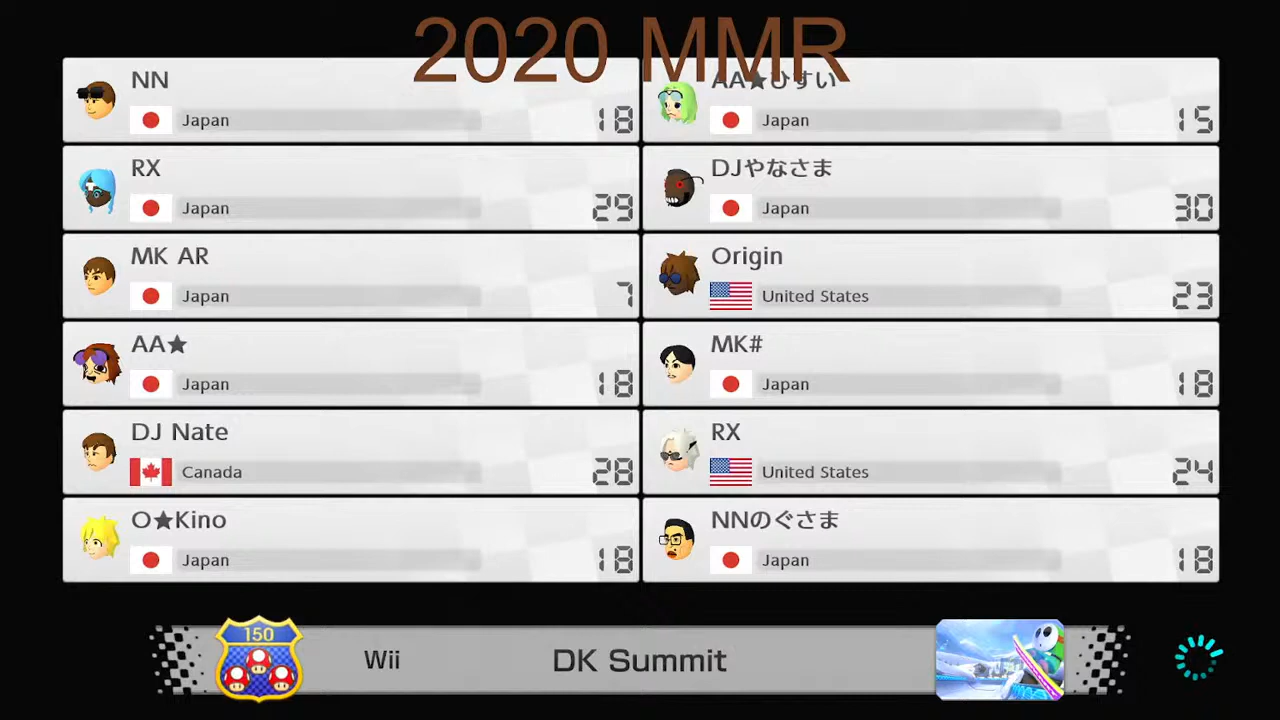 2020 MMR
NN
Japan
18
AA★ひすい
Japan
15
RX
Japan
29
DJやなさま
Japan
30
MK AR
Japan
7
Origin
United States
23
AA★
Japan
18
MK#
Japan
18
DJ Nate
Canada
28
RX
United States
24
O★Kino
Japan
18
NNのぐさま
Japan
18
150
Wii
DK Summit